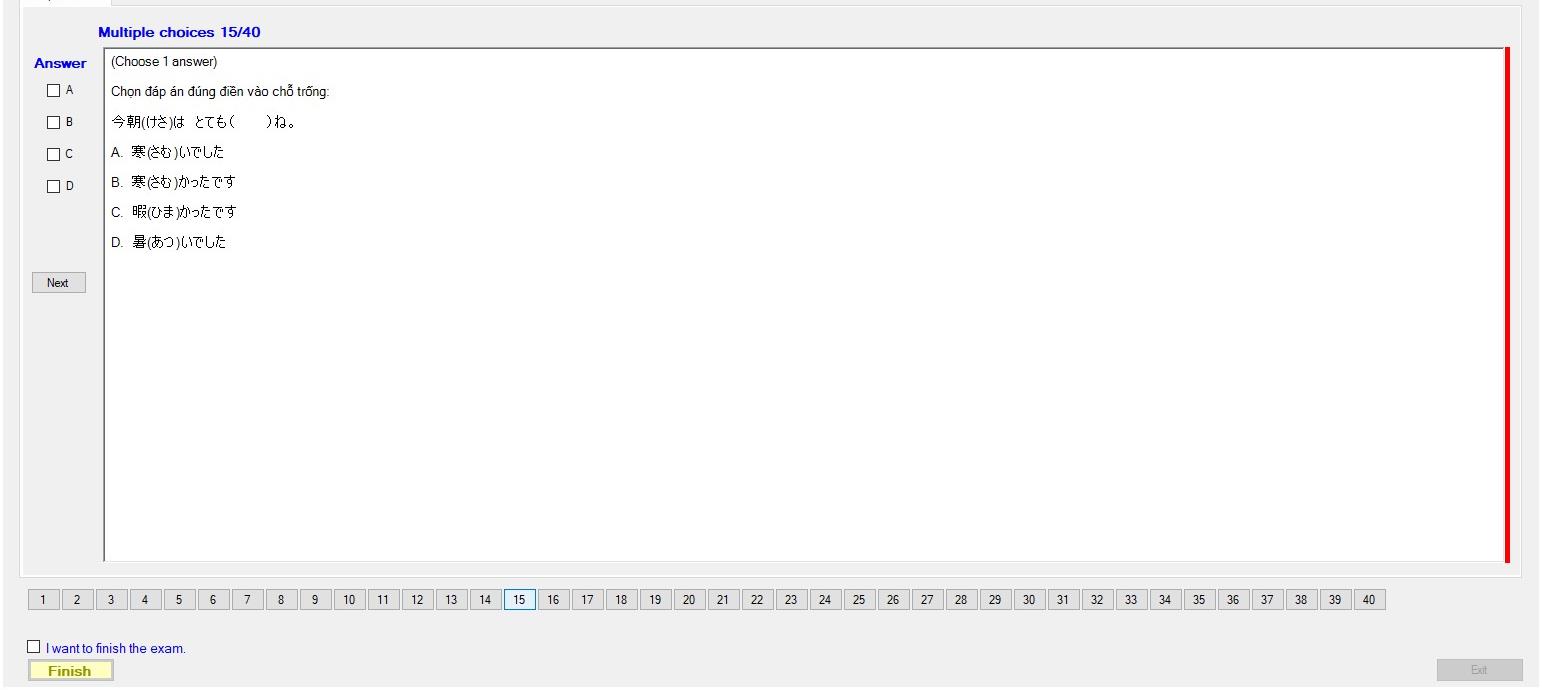 Multiple choices 15/40
Answer
(Choose 1 answer)
A
Chọn đáp án đúng điền vào chỗ trống:
B
今朝(けさ)は とても( )ね。
C
A. 寒(さむ)いでした
D
B. 寒(さむ)かったです
C. 暇(ひま)かったです
D. 暑(あつ)いでした
Next
1 2 3 4 5 6 7 8 9 10 11 12 13 14 15 16 17 18 19 20 21 22 23 24 25 26 27 28 29 30 31 32 33 34 35 36 37 38 39 40
I want to finish the exam.
Finish
Exit